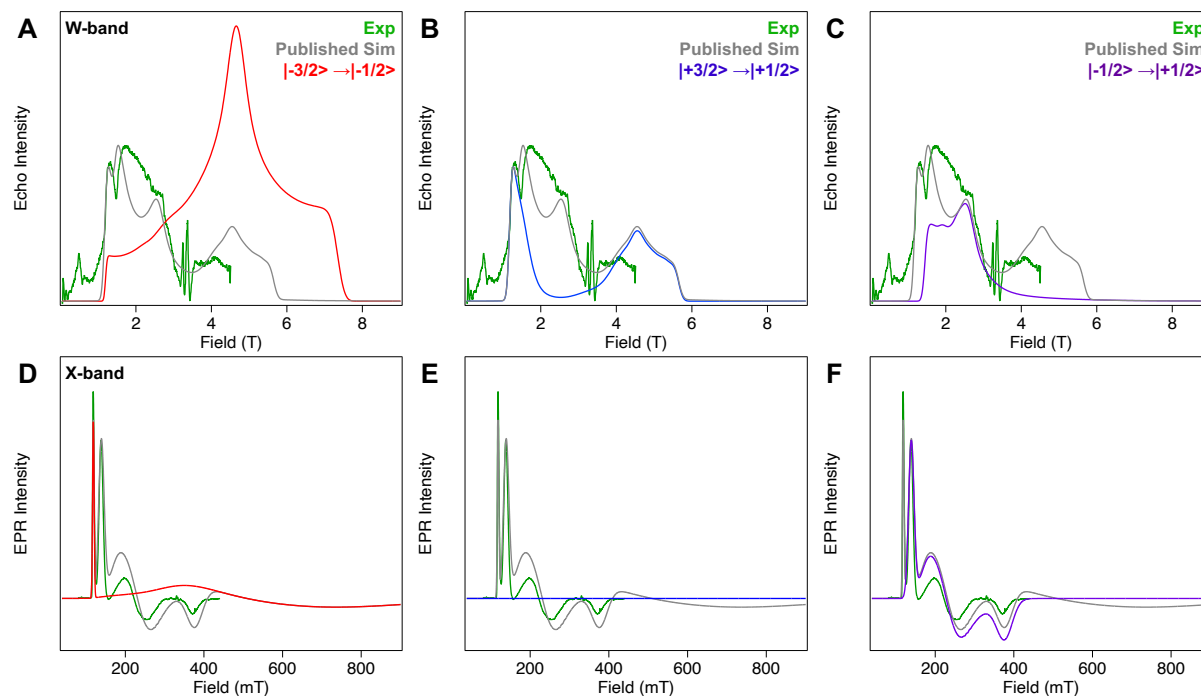 A
W-band
Exp
Published Sim
|-3/2> →|-1/2>
Echo Intensity
2
4
6
8
Field (T)
B
Exp
Published Sim
|+3/2> →|+1/2>
Echo Intensity
2
4
6
8
Field (T)
C
Exp
Published Sim
|-1/2> →|+1/2>
Echo Intensity
2
4
6
8
Field (T)
D
X-band
EPR Intensity
200
400
600
800
Field (mT)
E
EPR Intensity
200
400
600
800
Field (mT)
F
EPR Intensity
200
400
600
800
Field (mT)